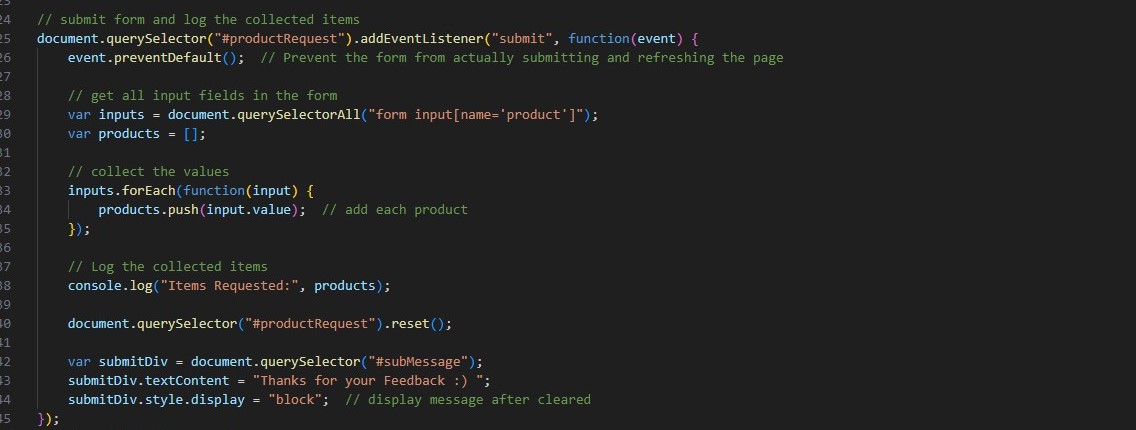 24 // submit form and log the collected items
25 document.querySelector("#productRequest").addEventListener("submit", function(event) {
26 event.preventDefault(); // Prevent the form from actually submitting and refreshing the page
27
28 // get all input fields in the form
29 var inputs = document.querySelectorAll("form input[name='product']");
30 var products = [];
31
32 // collect the values
33 inputs.forEach(function(input) {
34 products.push(input.value); // add each product
35 });
36
37 // Log the collected items
38 console.log("Items Requested:", products);
39
40 document.querySelector("#productRequest").reset();
41
42 var submitDiv = document.querySelector("#subMessage");
43 submitDiv.textContent = "Thanks for your Feedback :) ";
44 submitDiv.style.display = "block"; // display message after cleared
45 });